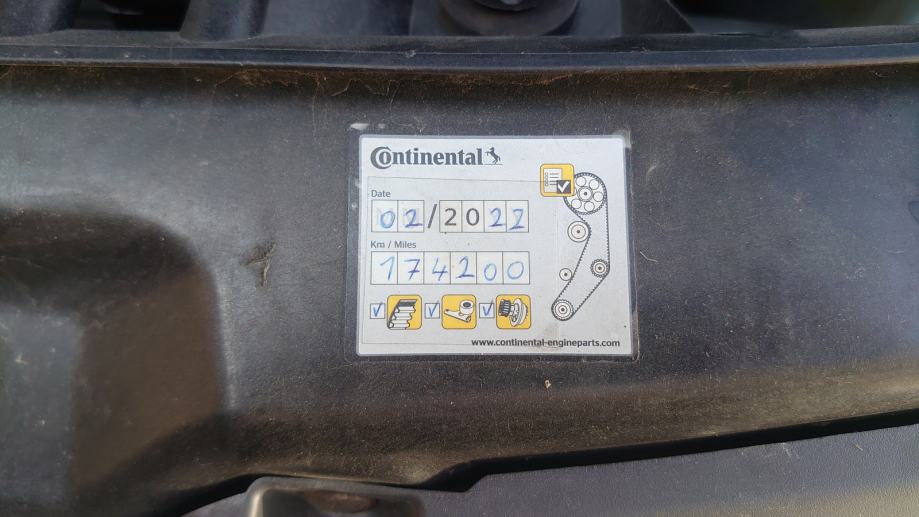 Continental
Date
02/2022
Km / Miles
174200
www.continental-engineparts.com